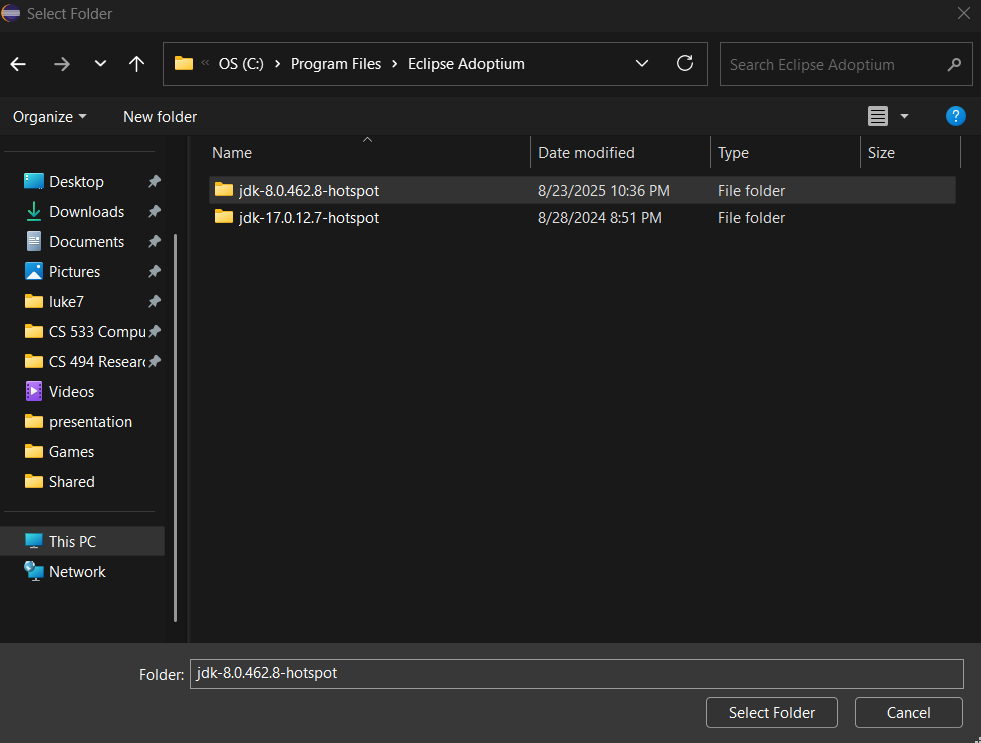 Select Folder
OS (C:) Program Files Eclipse Adoptium
Search Eclipse Adoptium
Organize New folder
Name Date modified Type Size
jdk-8.0.462.8-hotspot 8/23/2025 10:36 PM File folder
jdk-17.0.12.7-hotspot 8/28/2024 8:51 PM File folder
Desktop
Downloads
Documents
Pictures
luke7
CS 533 Compu
CS 494 Researc
Videos
presentation
Games
Shared
This PC
Network
Folder: jdk-8.0.462.8-hotspot
Select Folder Cancel